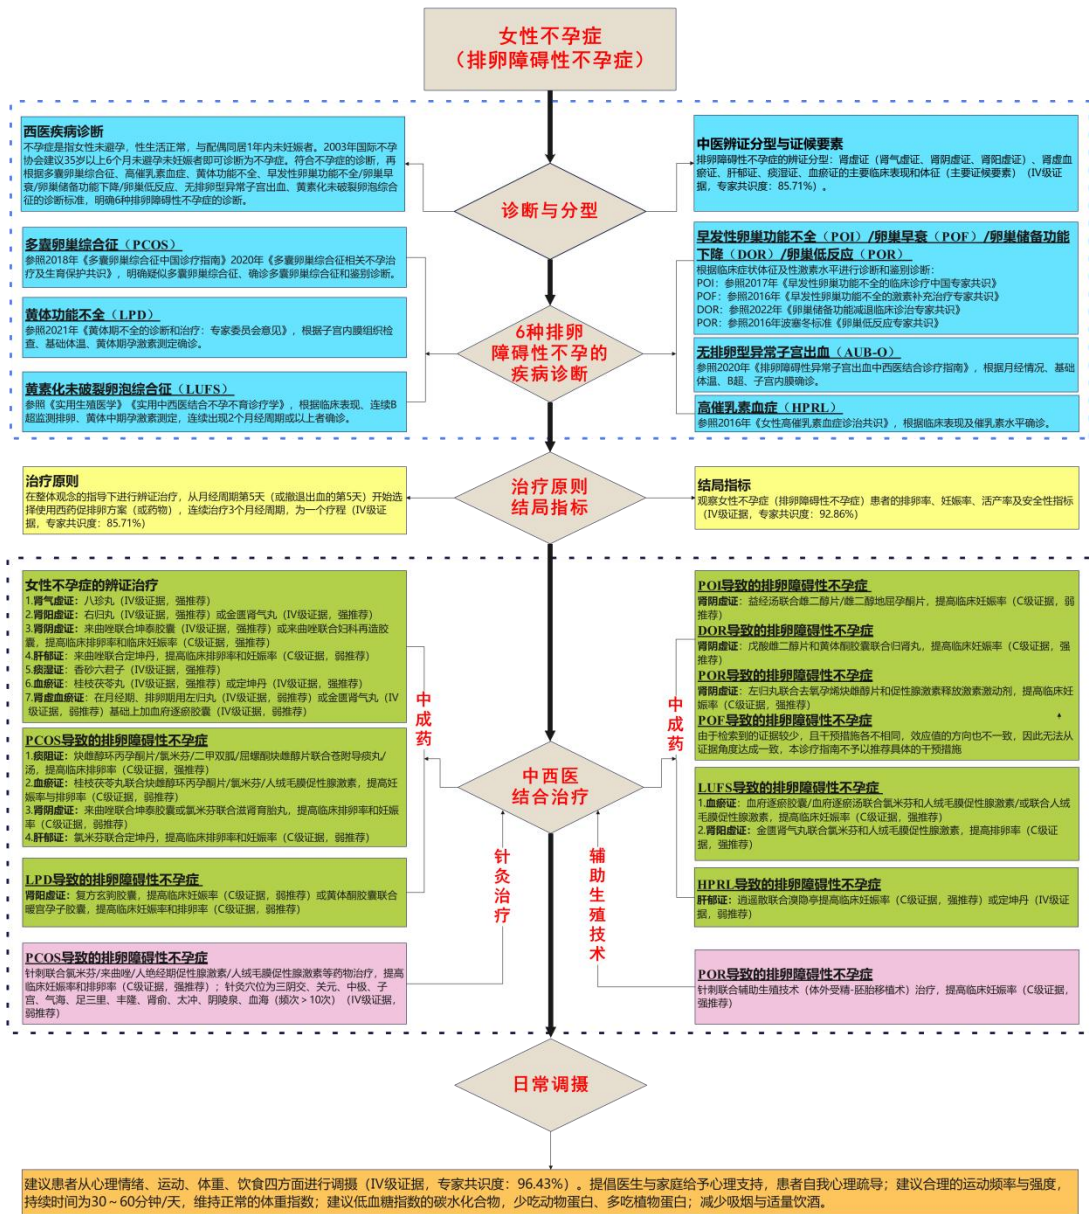 女性不孕症
（排卵障碍性不孕症）
西医疾病诊断
不孕症是指女性未避孕，性生活正常，与配偶同居1年内未妊娠者。2003年国际不孕
协会建议35岁以上6个月未避孕未妊娠者即可诊断为不孕症。符合不孕症的诊断，再
根据多囊卵巢综合征、高催乳素血症、黄体功能不全、早发性卵巢功能不全/卵巢早
衰/卵巢储备功能下降/卵巢低反应、无排卵型异常子宫出血、黄素化未破裂卵泡综合
征的诊断标准，明确6种排卵障碍性不孕症的诊断。
中医辨证分型与证候要素
排卵障碍性不孕症的辨证分型：肾虚证（肾气虚证、肾阴虚证、肾阳虚证）、肾虚血
瘀证、肝郁证、痰湿证、血瘀证的主要临床表现和体征（主要证候要素）（IV级证
据，专家共识度：85.71%）。
诊断与分型
多囊卵巢综合征（PCOS）
参照2018年《多囊卵巢综合征中国诊疗指南》2020年《多囊卵巢综合征相关不孕治
疗及生育保护共识》，明确疑似多囊卵巢综合征、确诊多囊卵巢综合征和鉴别诊断。
黄体功能不全（LPD）
参照2021年《黄体期不全的诊断和治疗：专家委员会意见》，根据子宫内膜组织检
查、基础体温、黄体期孕激素测定确诊。
黄素化未破裂卵泡综合征（LUFS）
参照《实用生殖医学》《实用中西医结合不孕不育诊疗学》，根据临床表现、连续B
超监测排卵、黄体中期孕激素测定，连续出现2个月经周期或以上者确诊。
6种排卵
障碍性不孕的
疾病诊断
早发性卵巢功能不全（POI）/卵巢早衰（POF）/卵巢储备功能
下降（DOR）/卵巢低反应（POR）
根据临床症状体征及性激素水平进行诊断和鉴别诊断：
POI：参照2017年《早发性卵巢功能不全的临床诊疗中国专家共识》
POF：参照2016年《早发性卵巢功能不全的激素补充治疗专家共识》
DOR：参照2022年《卵巢储备功能减退临床诊治专家共识》
POR：参照2016年波塞冬标准《卵巢低反应专家共识》
无排卵型异常子宫出血（AUB-O）
参照2020年《排卵障碍性异常子宫出血中西医结合诊疗指南》，根据月经情况、基础
体温、B超、子宫内膜确诊。
高催乳素血症（HPRL）
参照2016年《女性高催乳素血症诊治共识》，根据临床表现及催乳素水平确诊。
治疗原则
在整体观念的指导下进行辨证治疗，从月经周期第5天（或撤退出血的第5天）开始选
择使用西药促排卵方案（或药物），连续治疗3个月经周期，为一个疗程（IV级证
据，专家共识度：85.71%）
治疗原则
结局指标
结局指标
观察女性不孕症（排卵障碍性不孕症）患者的排卵率、妊娠率、活产率及安全性指标
（IV级证据，专家共识度：92.86%）
女性不孕症的辨证治疗
1.肾气虚证：八珍丸（IV级证据，强推荐）
2.肾阳虚证：右归丸（IV级证据，强推荐）或金匮肾气丸（IV级证据，强推荐）
3.肾阴虚证：来曲唑联合坤泰胶囊（IV级证据，强推荐）或来曲唑联合妇科再造胶
囊，提高临床排卵率和临床妊娠率（C级证据，强推荐）
4.肝郁证：来曲唑联合定坤丹，提高临床排卵率和妊娠率（C级证据，弱推荐）
5.痰湿证：香砂六君子（IV级证据，强推荐）
6.血瘀证：桂枝茯苓丸（IV级证据，强推荐）或定坤丹（IV级证据，强推荐）
7.肾虚血瘀证：在月经期、排卵期用左归丸（IV级证据，弱推荐）或金匮肾气丸（IV
级证据，弱推荐）基础上加血府逐瘀胶囊（IV级证据，弱推荐）
PCOS导致的排卵障碍性不孕症
1.痰阻证：炔雌醇环丙孕酮片/氯米芬/二甲双胍/屈螺酮炔雌醇片联合苍附导痰丸/
汤，提高临床排卵率（C级证据，强推荐）
2.血瘀证：桂枝茯苓丸联合炔雌醇环丙孕酮片/氯米芬/人绒毛膜促性腺激素，提高妊
娠率与排卵率（C级证据，弱推荐）
3.肾阴虚证：来曲唑联合坤泰胶囊或氯米芬联合滋肾育胎丸，提高临床排卵率和妊娠
率（C级证据，弱推荐）
4.肝郁证：氯米芬联合定坤丹，提高临床排卵率和妊娠率（C级证据，弱推荐）
LPD导致的排卵障碍性不孕症
肾阳虚证：复方玄驹胶囊，提高临床妊娠率（C级证据，弱推荐）或黄体酮胶囊联合
暖宫孕子胶囊，提高临床妊娠率和排卵率（C级证据，弱推荐）
PCOS导致的排卵障碍性不孕症
针刺联合氯米芬/来曲唑/人绝经期促性腺激素/人绒毛膜促性腺激素等药物治疗，提高
临床妊娠率和排卵率（C级证据，强推荐）；针灸穴位为三阴交、关元、中极、子
宫、气海、足三里、丰隆、肾俞、太冲、阴陵泉、血海（频次＞10次）（IV级证据，
弱推荐）
中成药
针灸治疗
中西医
结合治疗
中成药
辅助生殖技术
POI导致的排卵障碍性不孕症
肾阴虚证：益经汤联合雌二醇片/雌二醇地屈孕酮片，提高临床妊娠率（C级证据，弱
推荐）
DOR导致的排卵障碍性不孕症
肾阴虚证：戊酸雌二醇片和黄体酮胶囊联合归肾丸，提高临床妊娠率（C级证据，强
推荐）
POR导致的排卵障碍性不孕症
肾阴虚证：左归丸联合去氧孕烯炔雌醇片和促性腺激素释放激素激动剂，提高临床妊
娠率（C级证据，强推荐）
POF导致的排卵障碍性不孕症
由于检索到的证据较少，且干预措施各不相同，效应值的方向也不一致，因此无法从
证据角度达成一致，本诊疗指南不予以推荐具体的干预措施
LUFS导致的排卵障碍性不孕症
1.血瘀证：血府逐瘀胶囊/血府逐瘀汤联合氯米芬和人绒毛膜促性腺激素/或联合人绒
毛膜促性腺激素，提高临床妊娠率（C级证据，强推荐）
2.肾阳虚证：金匮肾气丸联合氯米芬和人绒毛膜促性腺激素，提高排卵率（C级证
据，强推荐）
HPRL导致的排卵障碍性不孕症
肝郁证：逍遥散联合溴隐亭提高临床妊娠率（C级证据，强推荐）或定坤丹（IV级证
据，弱推荐）
POR导致的排卵障碍性不孕症
针刺联合辅助生殖技术（体外受精-胚胎移植术）治疗，提高临床妊娠率（C级证据，
强推荐）
日常调摄
建议患者从心理情绪、运动、体重、饮食四方面进行调摄（IV级证据，专家共识度：96.43%）。提倡医生与家庭给予心理支持，患者自我心理疏导；建议合理的运动频率与强度，
持续时间为30～60分钟/天，维持正常的体重指数；建议低血糖指数的碳水化合物，少吃动物蛋白、多吃植物蛋白；减少吸烟与适量饮酒。